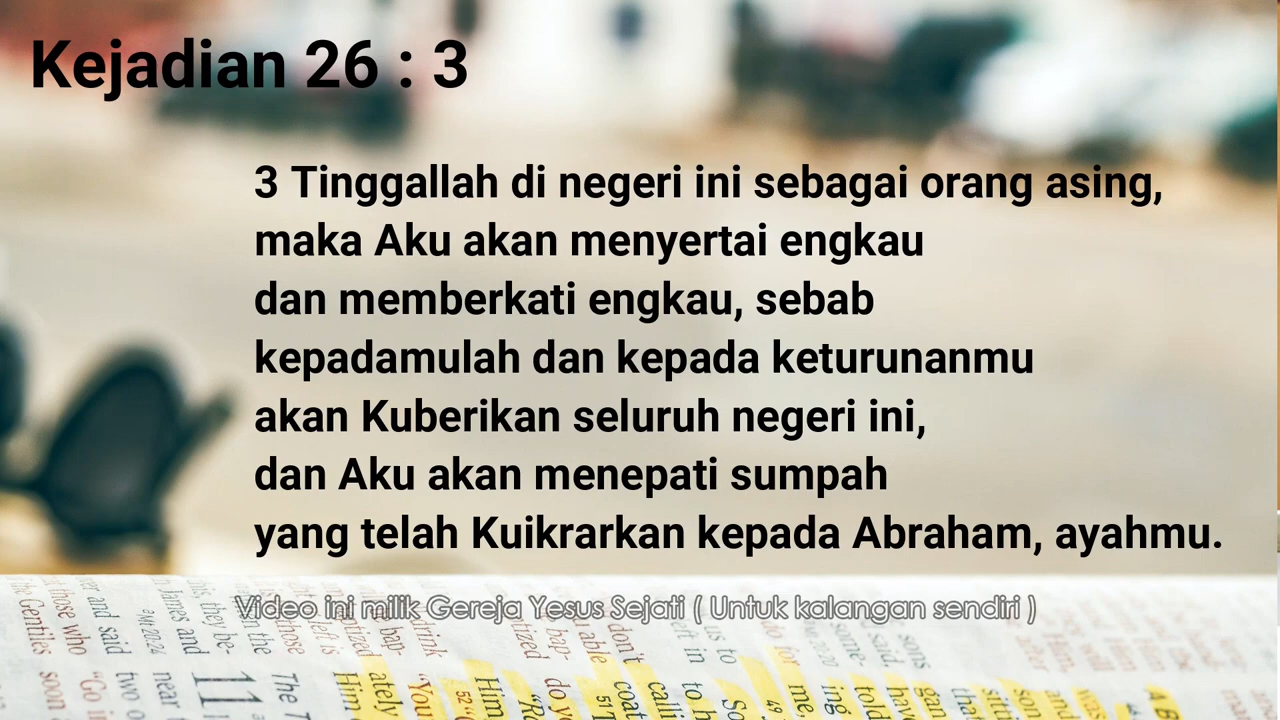 Kejadian 26 : 3
3 Tinggallah di negeri ini sebagai orang asing,
maka Aku akan menyertai engkau
dan memberkati engkau, sebab
kepadamulah dan kepada keturunanmu
akan Kuberikan seluruh negeri ini,
dan Aku akan menepati sumpah
yang telah Kuikrarkan kepada Abraham, ayahmu.
Video ini milik Gereja Yesus Sejati ( Untuk kalangan sendiri )